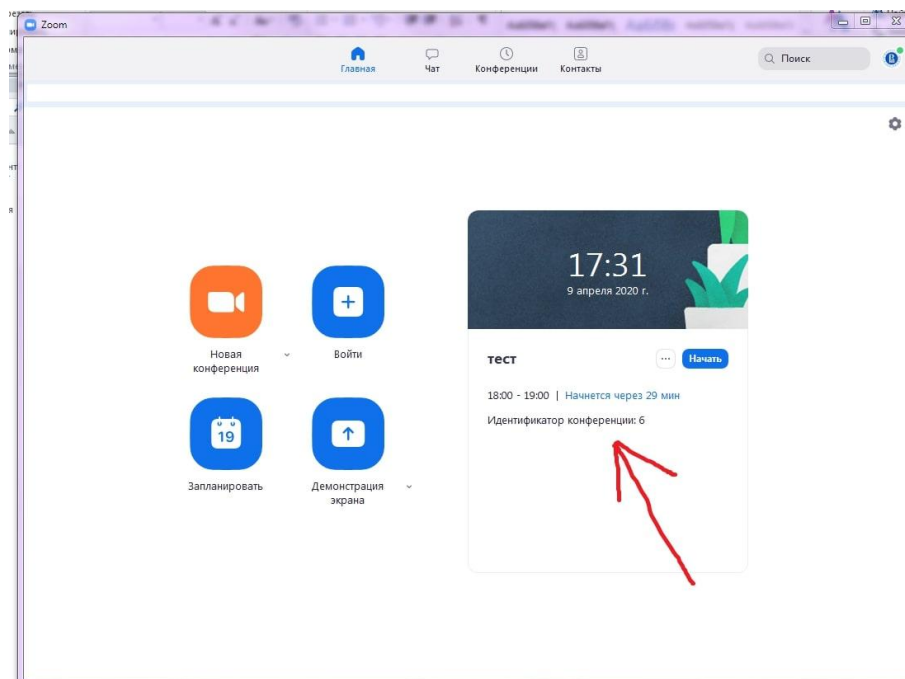 Zoom
Главная
Чат
Конференции
Контакты
Поиск
17:31
9 апреля 2020 г.
Новая конференция
Войти
тест
...
Начать
18:00 - 19:00 | Начнется через 29 мин
Идентификатор конференции: 6
19
Запланировать
Демонстрация экрана